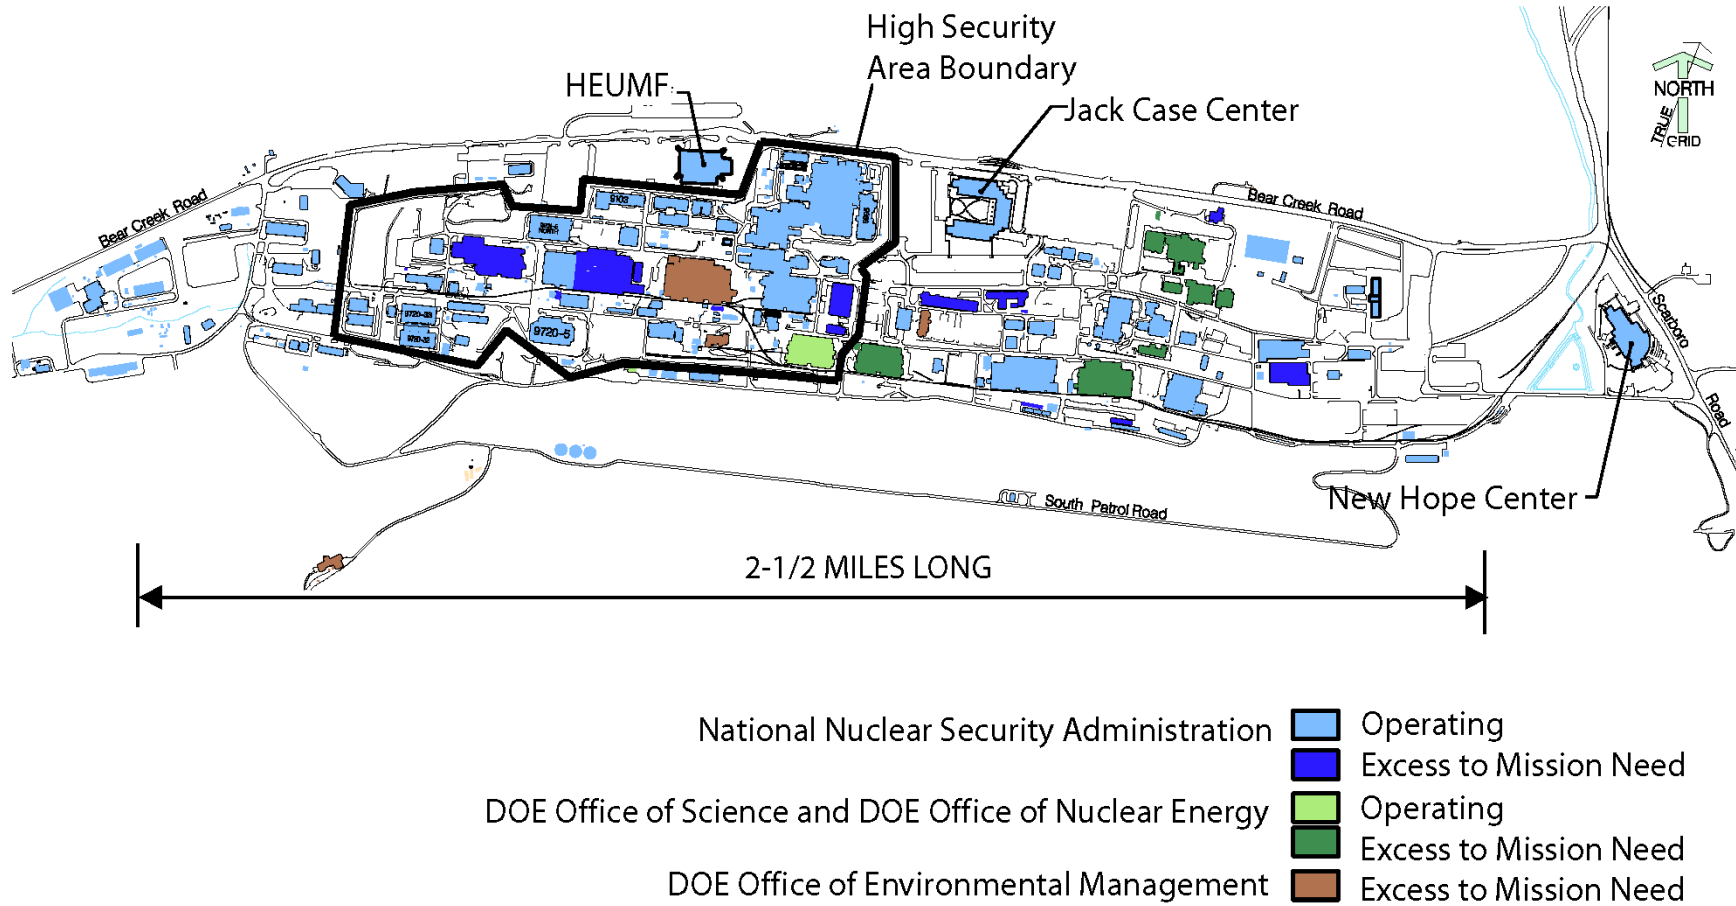 High Security
Area Boundary
HEUMF
Jack Case Center
NORTH
TRUE
GRID
Bear Creek Road
Bear Creek Road
9103
NORTH
9720-33
9720-5
Scarboro
Road
New Hope Center
South Patrol Road
2-1/2 MILES LONG
National Nuclear Security Administration
Operating
Excess to Mission Need
DOE Office of Science and DOE Office of Nuclear Energy
Operating
Excess to Mission Need
DOE Office of Environmental Management
Excess to Mission Need